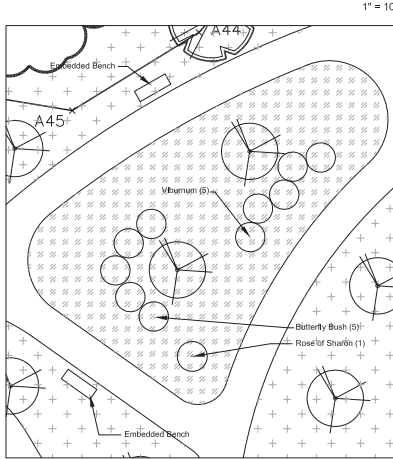 1" = 10
A44
Embedded Bench
A45
Viburnum (5)
Butterfly Bush (5)
Rose of Sharon (1)
Embedded Bench